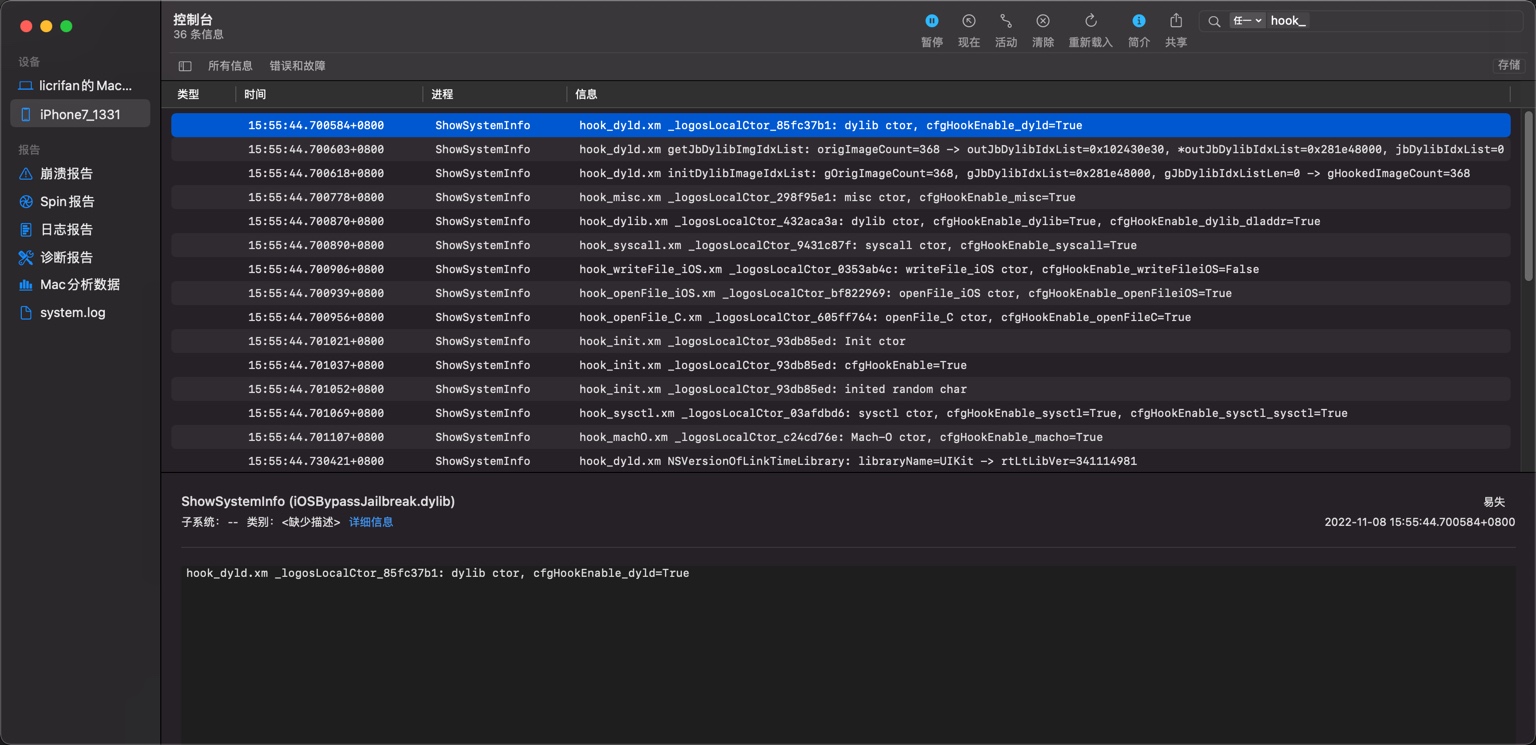 控制台
36 条信息
暂停 现在 活动 清除 重新载入 简介 共享
任一 hook_
所有信息 错误和故障 存储
设备
licrifan的Mac...
iPhone7_1331
报告
崩溃报告
Spin报告
日志报告
诊断报告
Mac分析数据
system.log
类型 时间 进程 信息
15:55:44.700584+0800 ShowSystemInfo hook_dyld.xm _logosLocalCtor_85fc37b1: dylib ctor, cfgHookEnable_dyld=True
15:55:44.700603+0800 ShowSystemInfo hook_dyld.xm getJbDylibImgIdxList: origImageCount=368 -> outJbDylibIdxList=0x102430e30, *outJbDylibIdxList=0x281e48000, jbDylibIdxList=0
15:55:44.700618+0800 ShowSystemInfo hook_dyld.xm initDylibImageIdxList: gOrigImageCount=368, gJbDylibIdxList=0x281e48000, gJbDylibIdxListLen=0 -> gHookedImageCount=368
15:55:44.700778+0800 ShowSystemInfo hook_misc.xm _logosLocalCtor_298f95e1: misc ctor, cfgHookEnable_misc=True
15:55:44.700870+0800 ShowSystemInfo hook_dylib.xm _logosLocalCtor_432aca3a: dylib ctor, cfgHookEnable_dylib=True, cfgHookEnable_dylib_dladdr=True
15:55:44.700890+0800 ShowSystemInfo hook_syscall.xm _logosLocalCtor_9431c87f: syscall ctor, cfgHookEnable_syscall=True
15:55:44.700906+0800 ShowSystemInfo hook_writeFile_iOS.xm _logosLocalCtor_0353ab4c: writeFile_iOS ctor, cfgHookEnable_writeFileiOS=False
15:55:44.700939+0800 ShowSystemInfo hook_openFile_iOS.xm _logosLocalCtor_bf822969: openFile_iOS ctor, cfgHookEnable_openFileiOS=True
15:55:44.700956+0800 ShowSystemInfo hook_openFile_C.xm _logosLocalCtor_605ff764: openFile_C ctor, cfgHookEnable_openFileC=True
15:55:44.701021+0800 ShowSystemInfo hook_init.xm _logosLocalCtor_93db85ed: Init ctor
15:55:44.701037+0800 ShowSystemInfo hook_init.xm _logosLocalCtor_93db85ed: cfgHookEnable=True
15:55:44.701052+0800 ShowSystemInfo hook_init.xm _logosLocalCtor_93db85ed: inited random char
15:55:44.701069+0800 ShowSystemInfo hook_sysctl.xm _logosLocalCtor_03afdbd6: sysctl ctor, cfgHookEnable_sysctl=True, cfgHookEnable_sysctl_sysctl=True
15:55:44.701107+0800 ShowSystemInfo hook_machO.xm _logosLocalCtor_c24cd76e: Mach-O ctor, cfgHookEnable_macho=True
15:55:44.730421+0800 ShowSystemInfo hook_dyld.xm NSVersionOfLinkTimeLibrary: libraryName=UIKit -> rtLtLibVer=341114981
ShowSystemInfo (iOSBypassJailbreak.dylib) 易失
子系统： -- 类别： <缺少描述> 详细信息 2022-11-08 15:55:44.700584+0800
hook_dyld.xm _logosLocalCtor_85fc37b1: dylib ctor, cfgHookEnable_dyld=True